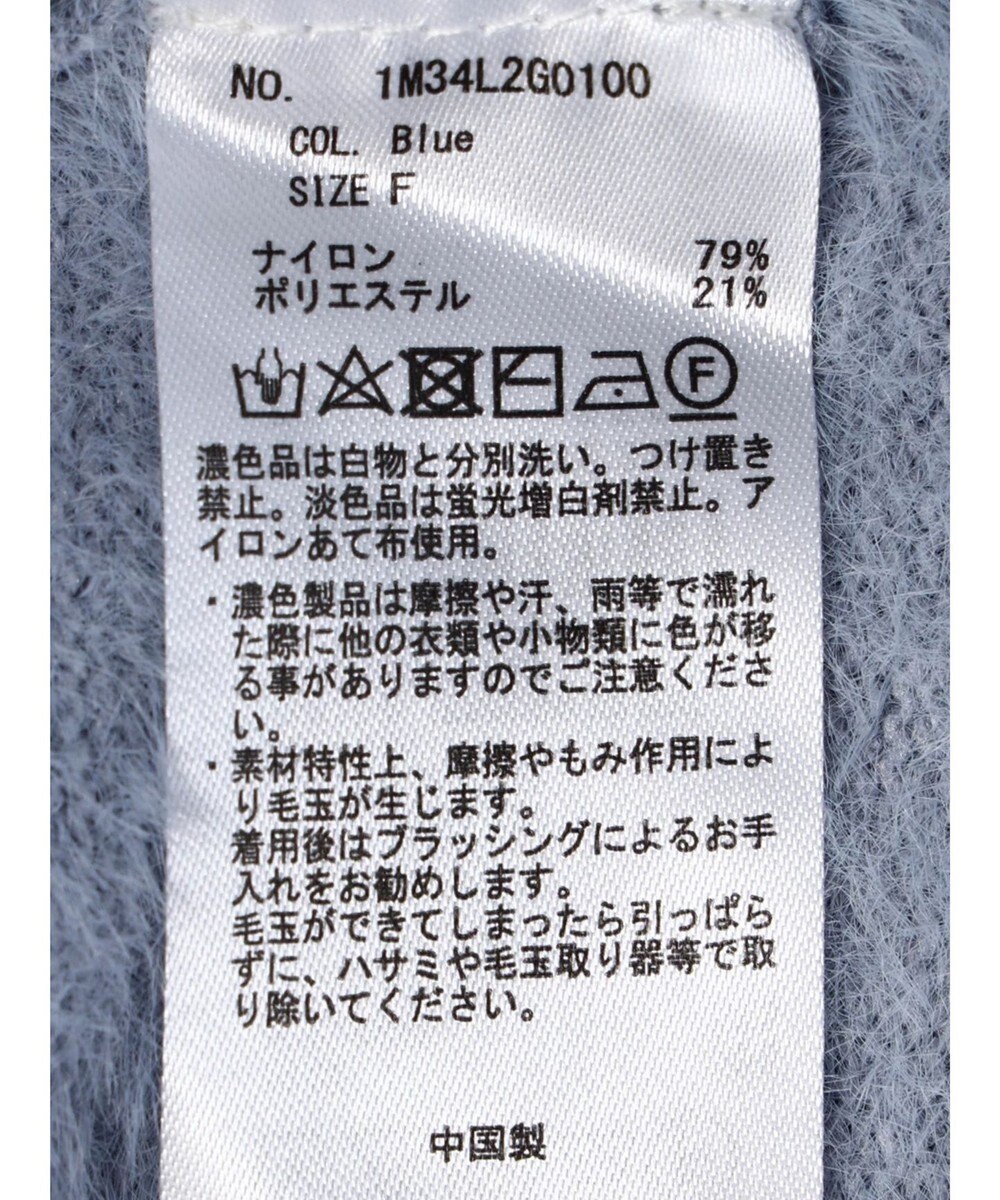 NO. 1M34L2G0100
COL. Blue
SIZE F
ナイロン 79%
ポリエステル 21%
F
濃色品は白物と分別洗い。つけ置き
禁止。淡色品は蛍光増白剤禁止。ア
イロンあて布使用。
・濃色製品は摩擦や汗、雨等で濡れ
た際に他の衣類や小物類に色が移
る事がありますのでご注意くださ
い。
・素材特性上、摩擦やもみ作用によ
り毛玉が生じます。
着用後はブラッシングによるお手
入れをお勧めします。
毛玉ができてしまったら引っぱら
ずに、ハサミや毛玉取り器等で取
り除いてください。
中国製